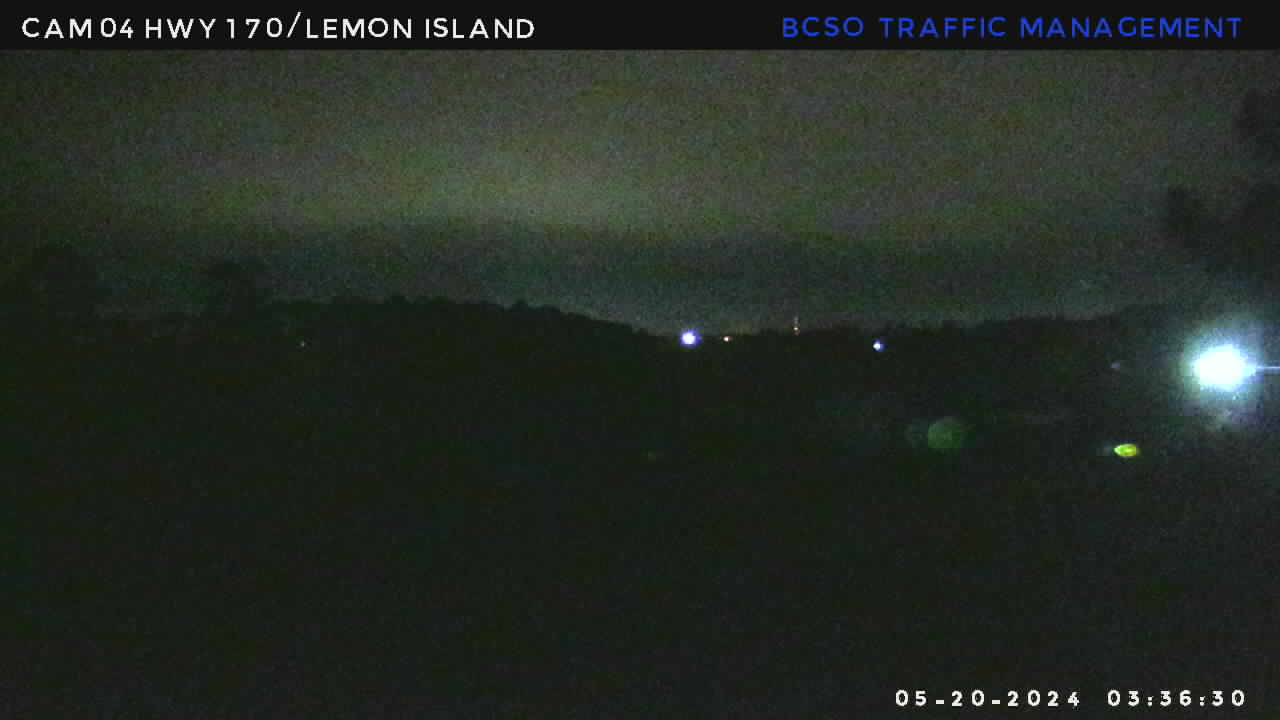 CAM04 HWY 170/LEMON ISLAND
BCSO TRAFFIC MANAGEMENT
05-20-2024 03:36:30